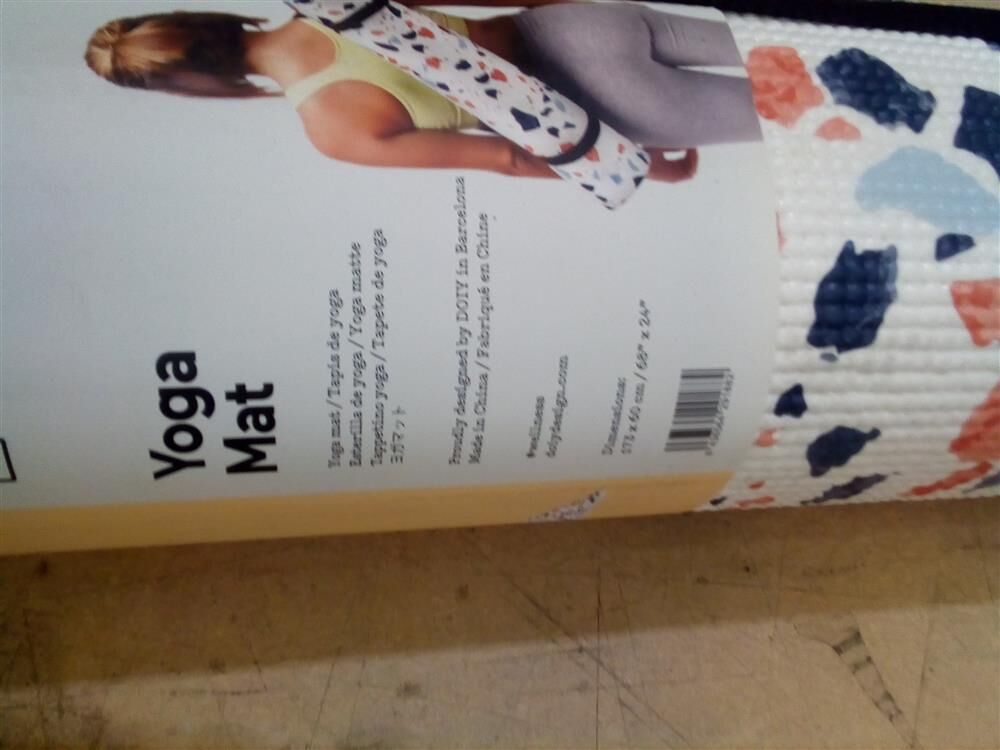 Yoga
Mat
Yoga mat / Tapis de yoga
Esterilla de yoga / Yoga matte
Tappetino yoga / Tapete de yoga
ヨガマット
Proudly designed by DOIY in Barcelona
Made in China / Fabriqué en Chine
#wellness
doiydesign.com
Dimensions:
173 x 60 cm / 68" x 24"